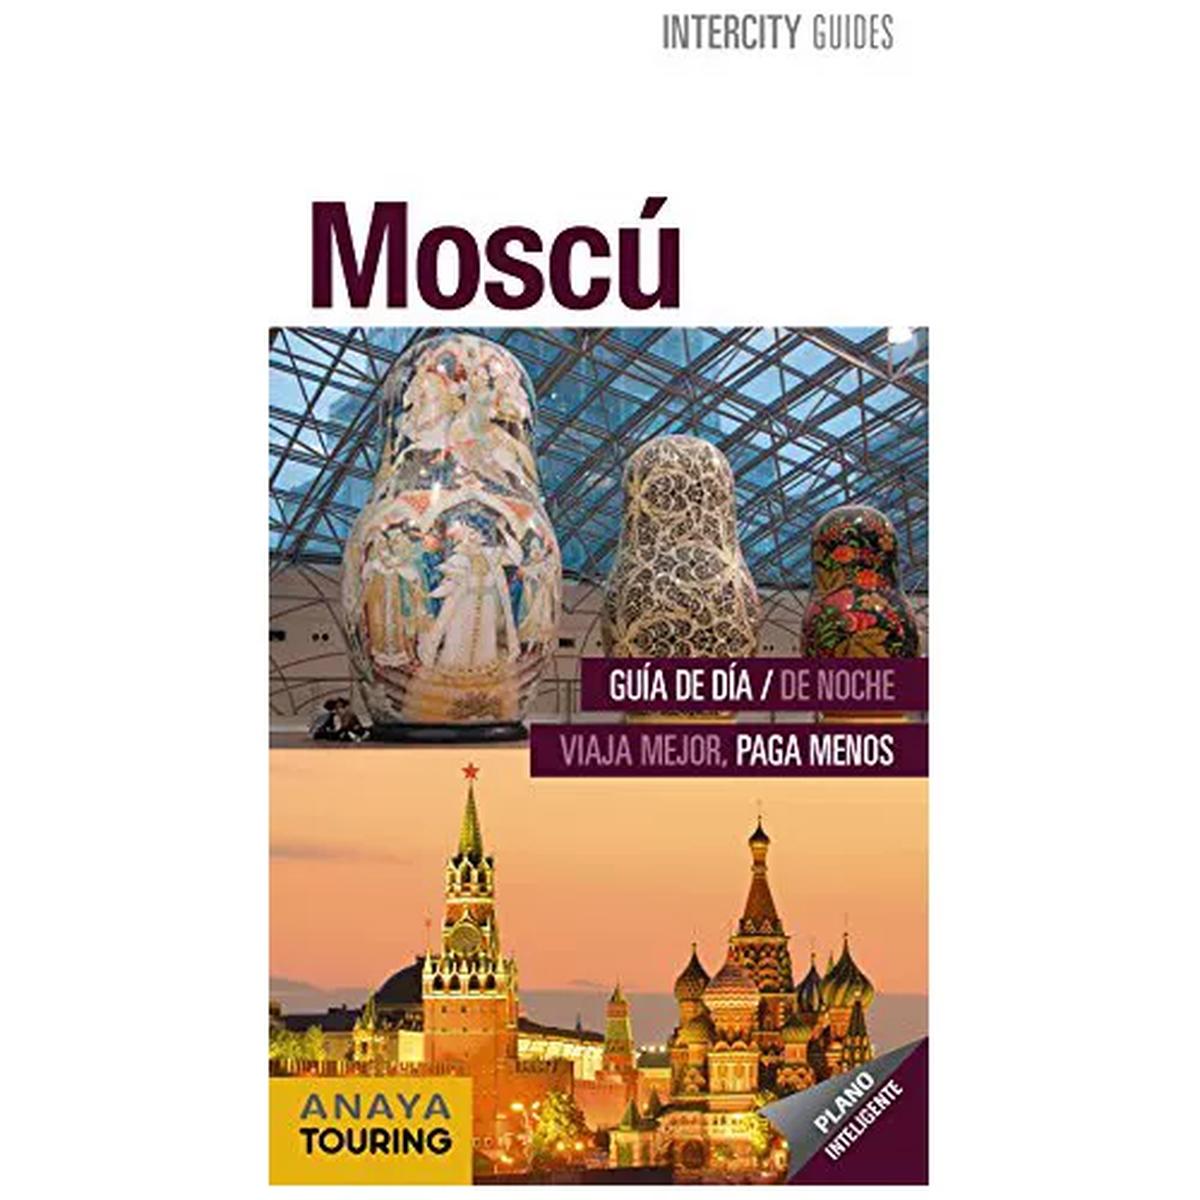 INTERCITY GUIDES
Moscú
GUÍA DE DÍA / DE NOCHE
VIAJA MEJOR, PAGA MENOS
ANAYA
TOURING
PLANO
INTELIGENTE